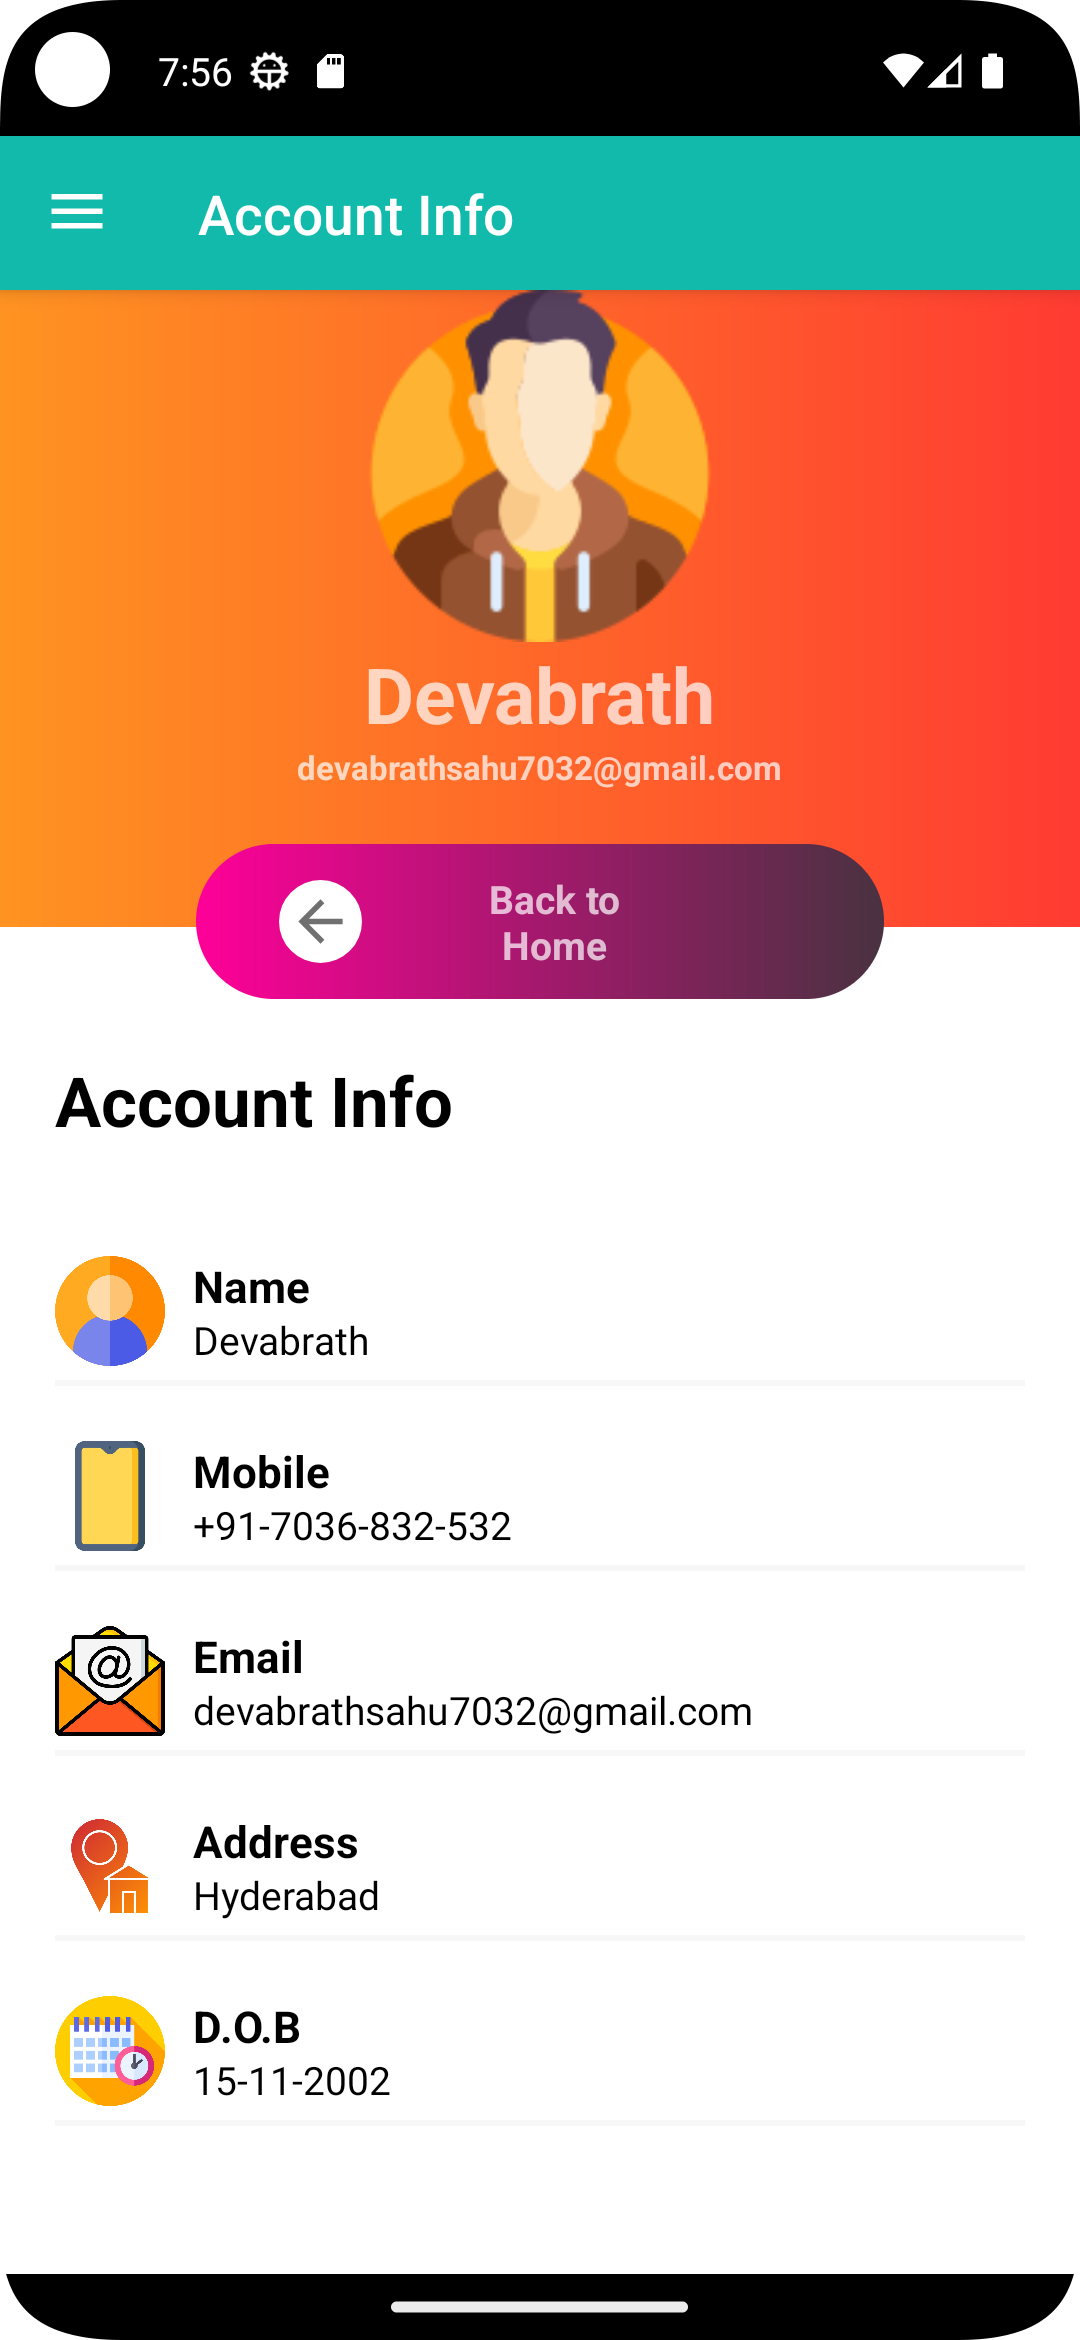 7:56
Account Info
Devabrath
devabrathsahu7032@gmail.com
Back to
Home
Account Info
Name
Devabrath
Mobile
+91-7036-832-532
Email
devabrathsahu7032@gmail.com
Address
Hyderabad
D.O.B
15-11-2002